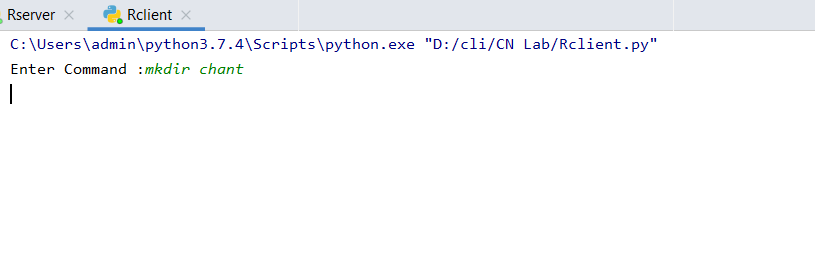 Rserver Rclient
C:\Users\admin\python3.7.4\Scripts\python.exe "D:/cli/CN Lab/Rclient.py"
Enter Command :mkdir chant